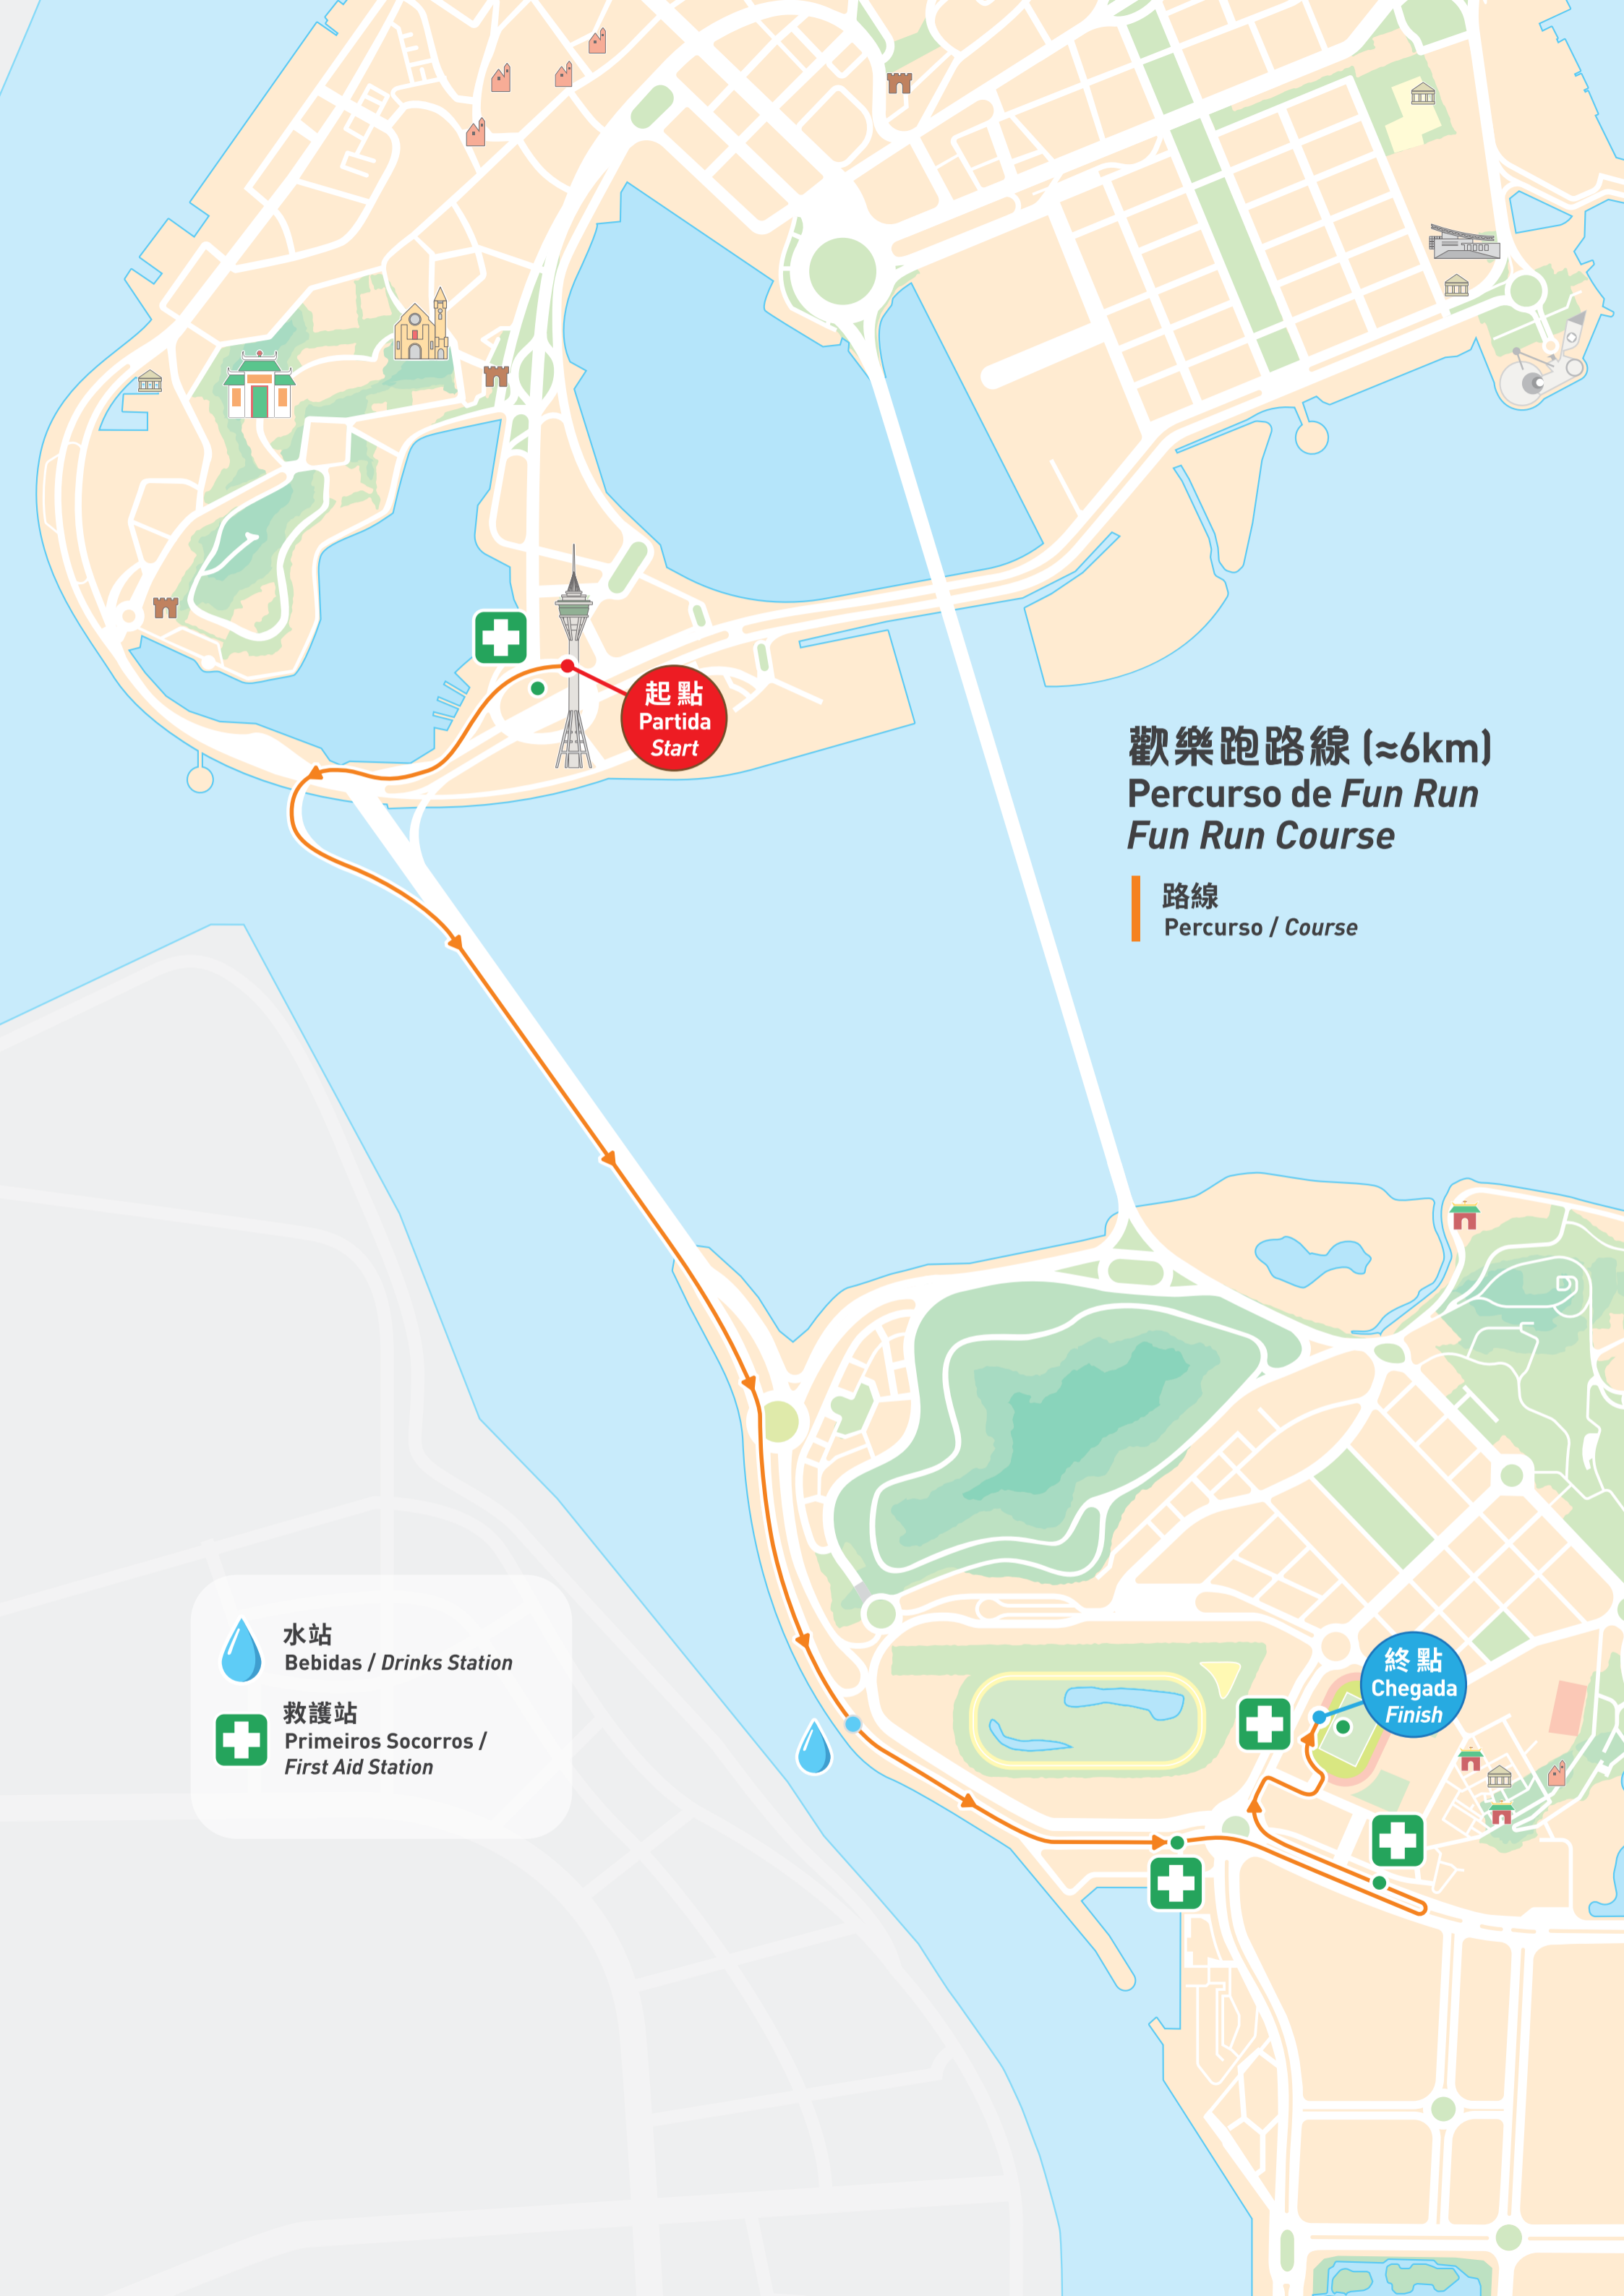 起點
Partida
Start
歡樂跑路線 (≈6km)
Percurso de Fun Run
Fun Run Course
路線
Percurso / Course
水站
Bebidas / Drinks Station
救護站
Primeiros Socorros /
First Aid Station
終點
Chegada
Finish